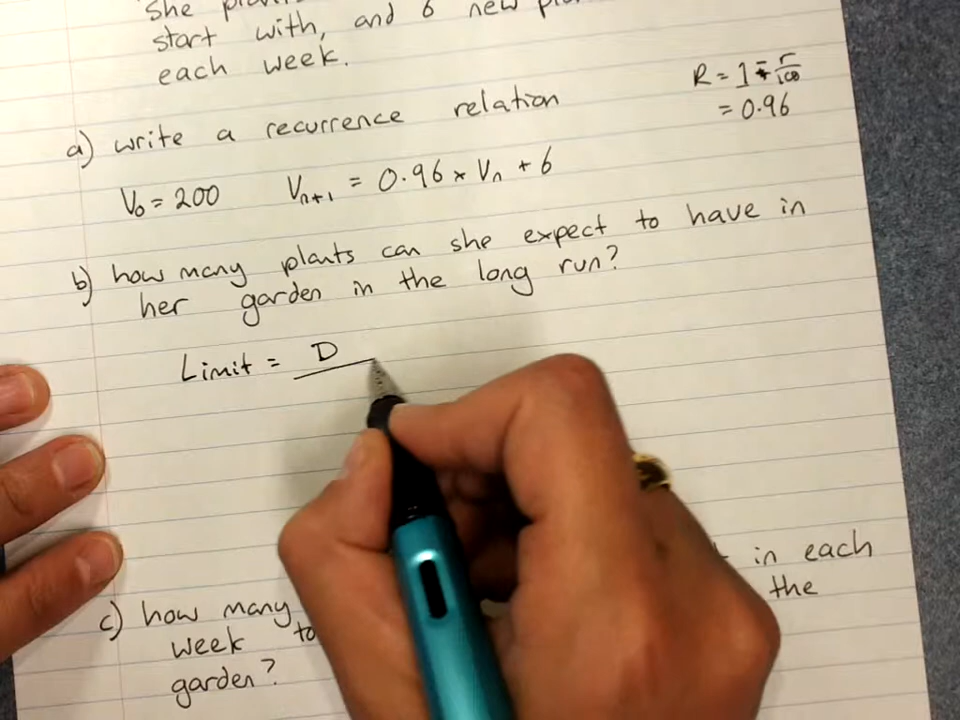 she
start with, and 6 new
each week.
R = 1 - r/100
= 0.96
a) write a recurrence relation
V₀ = 200 Vₙ₊₁ = 0.96 × Vₙ + 6
b) how many plants can she expect to have in
her garden in the long run?
Limit = D
c) how many in each
week to the
garden?